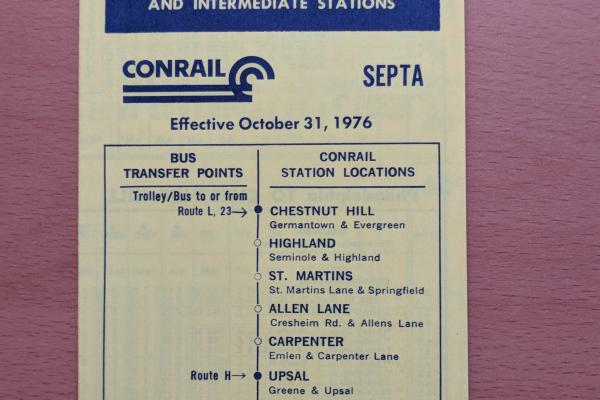 AND INTERMEDIATE STATIONS
CONRAIL
SEPTA
Effective October 31, 1976
BUS
TRANSFER POINTS
CONRAIL
STATION LOCATIONS
Trolley/Bus to or from
Route L, 23→
CHESTNUT HILL
Germantown & Evergreen
HIGHLAND
Seminole & Highland
ST. MARTINS
St. Martins Lane & Springfield
ALLEN LANE
Cresheim Rd. & Allens Lane
CARPENTER
Emlen & Carpenter Lane
Route H→
UPSAL
Greene & Upsal